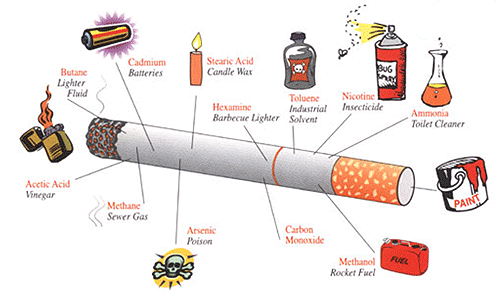 Cadmium
Batteries
Stearic Acid
Candle Wax
Butane
Lighter
Fluid
Hexamine
Barbecue Lighter
Toluene
Industrial
Solvent
BUG
SPRAY
Nicotine
Insecticide
Ammonia
Toilet Cleaner
Acetic Acid
Vinegar
Methane
Sewer Gas
Arsenic
Poison
Carbon
Monoxide
Methanol
Rocket Fuel
FUEL
PAINT